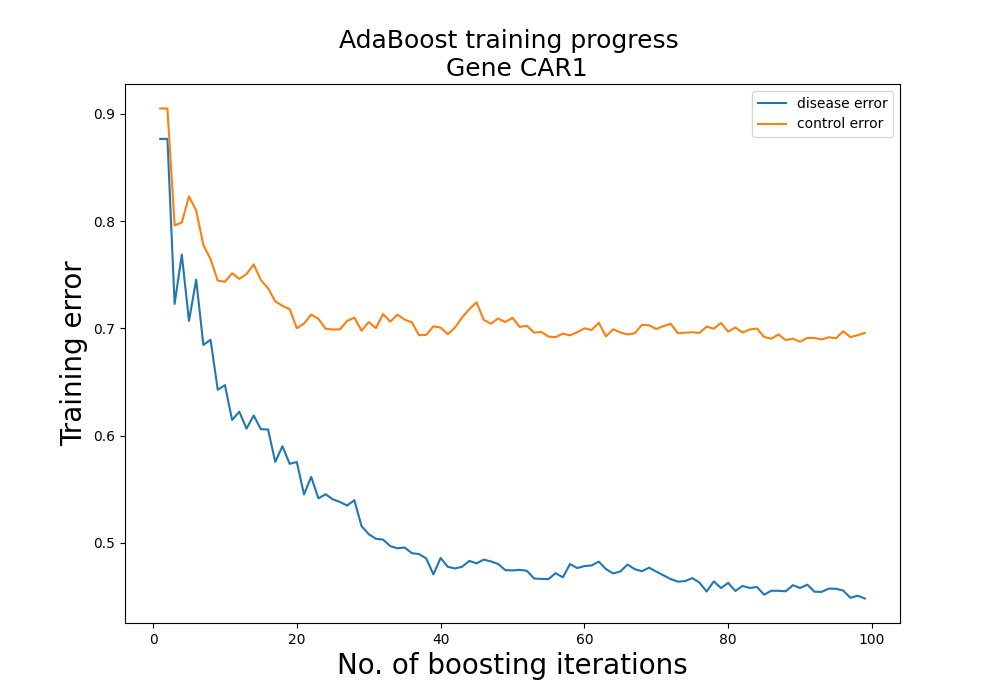 AdaBoost training progress
Gene CAR1
disease error
control error
0.9
0.8
0.7
0.6
0.5
Training error
0
20
40
60
80
100
No. of boosting iterations